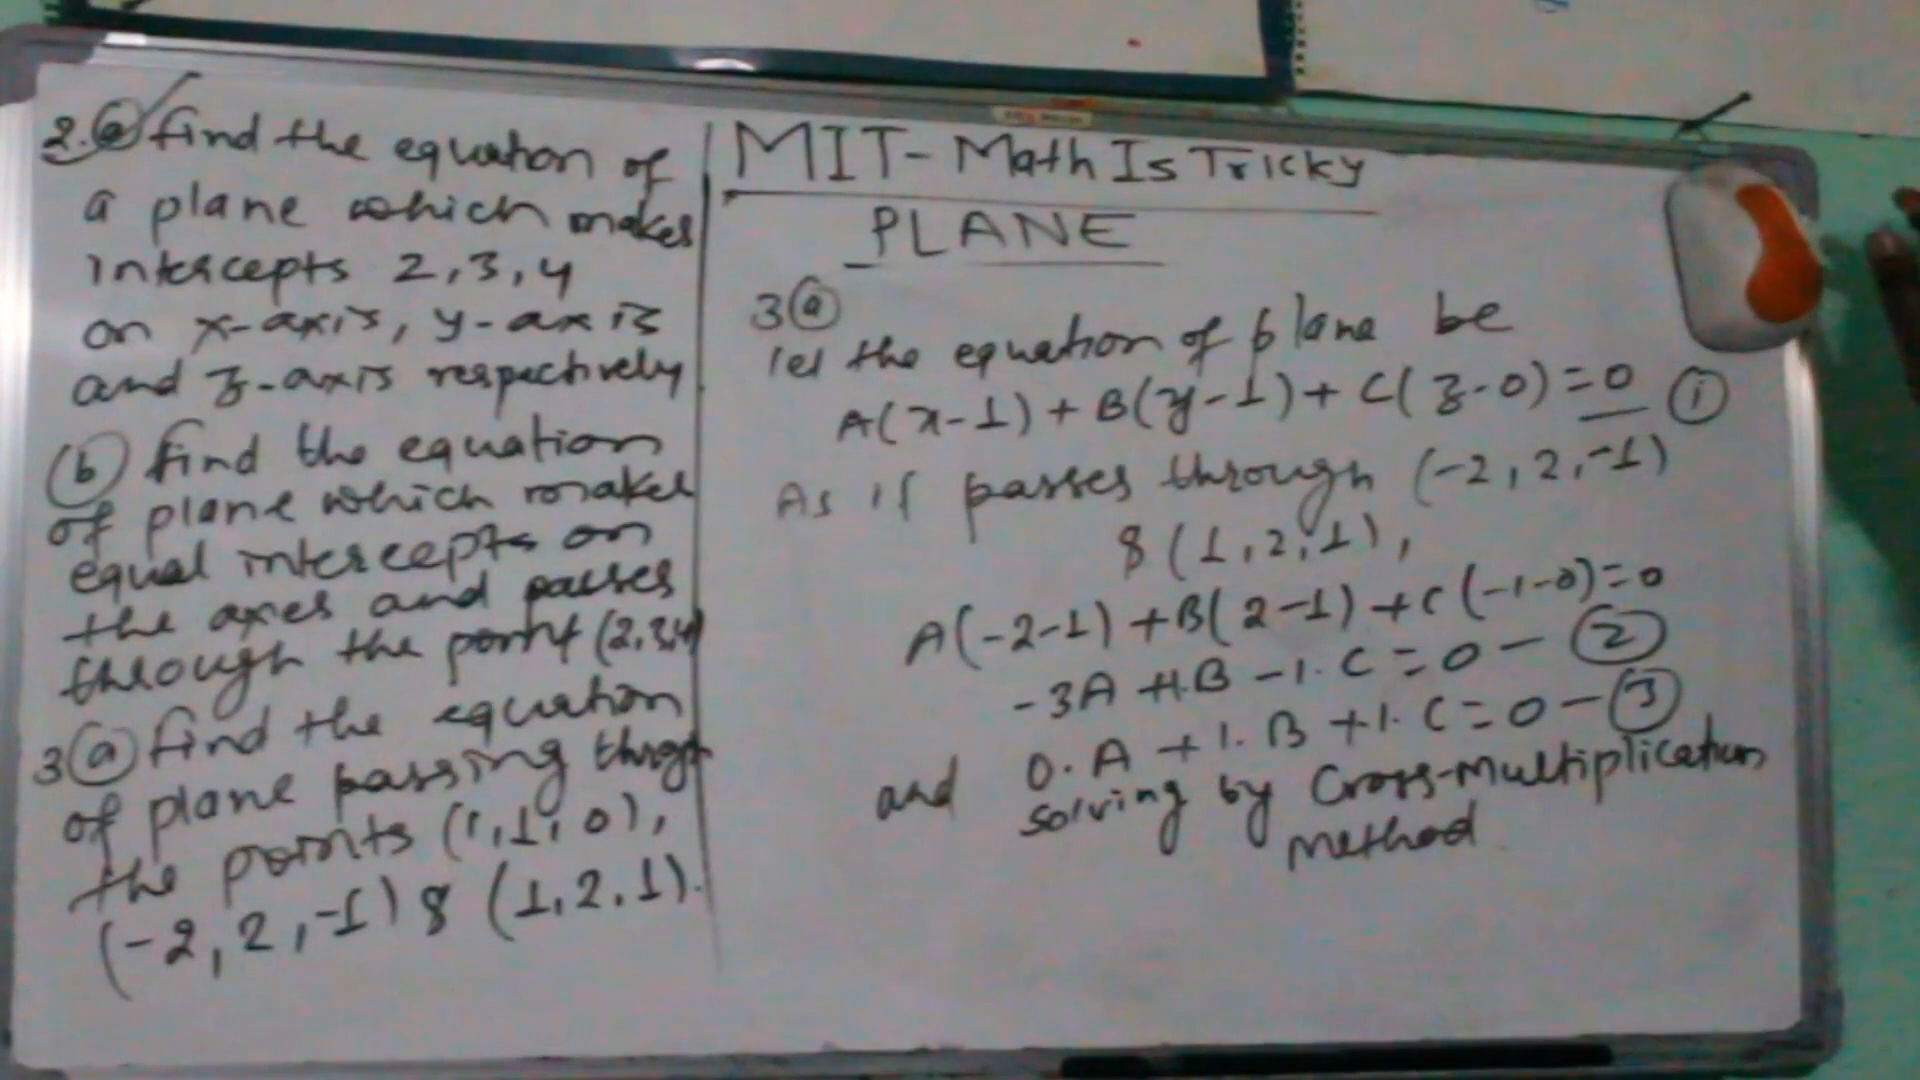 2.(a) find the equation of
a plane which makes
intercepts 2,3,4
on x-axis, y-axis
and z-axis respectively.
(b) find the equation
of plane which makes
equal intercepts on
the axes and passes
through the point (2,3,4)
3(a) find the equation
of plane passing through
the points (1,1,0),
(-2,2,-1) & (1,2,1).
MIT-Math Is Tricky
PLANE
3(a)
let the equation of plane be
A(x-1)+B(y-1)+C(z-0)=0 (1)
As it passes through (-2,2,-1)
& (1,2,1),
A(-2-1)+B(2-1)+C(-1-0)=0
-3A+1.B-1.C=0-(2)
and 0.A+1.B+1.C=0-(3)
solving by Cross-Multiplication
Method.